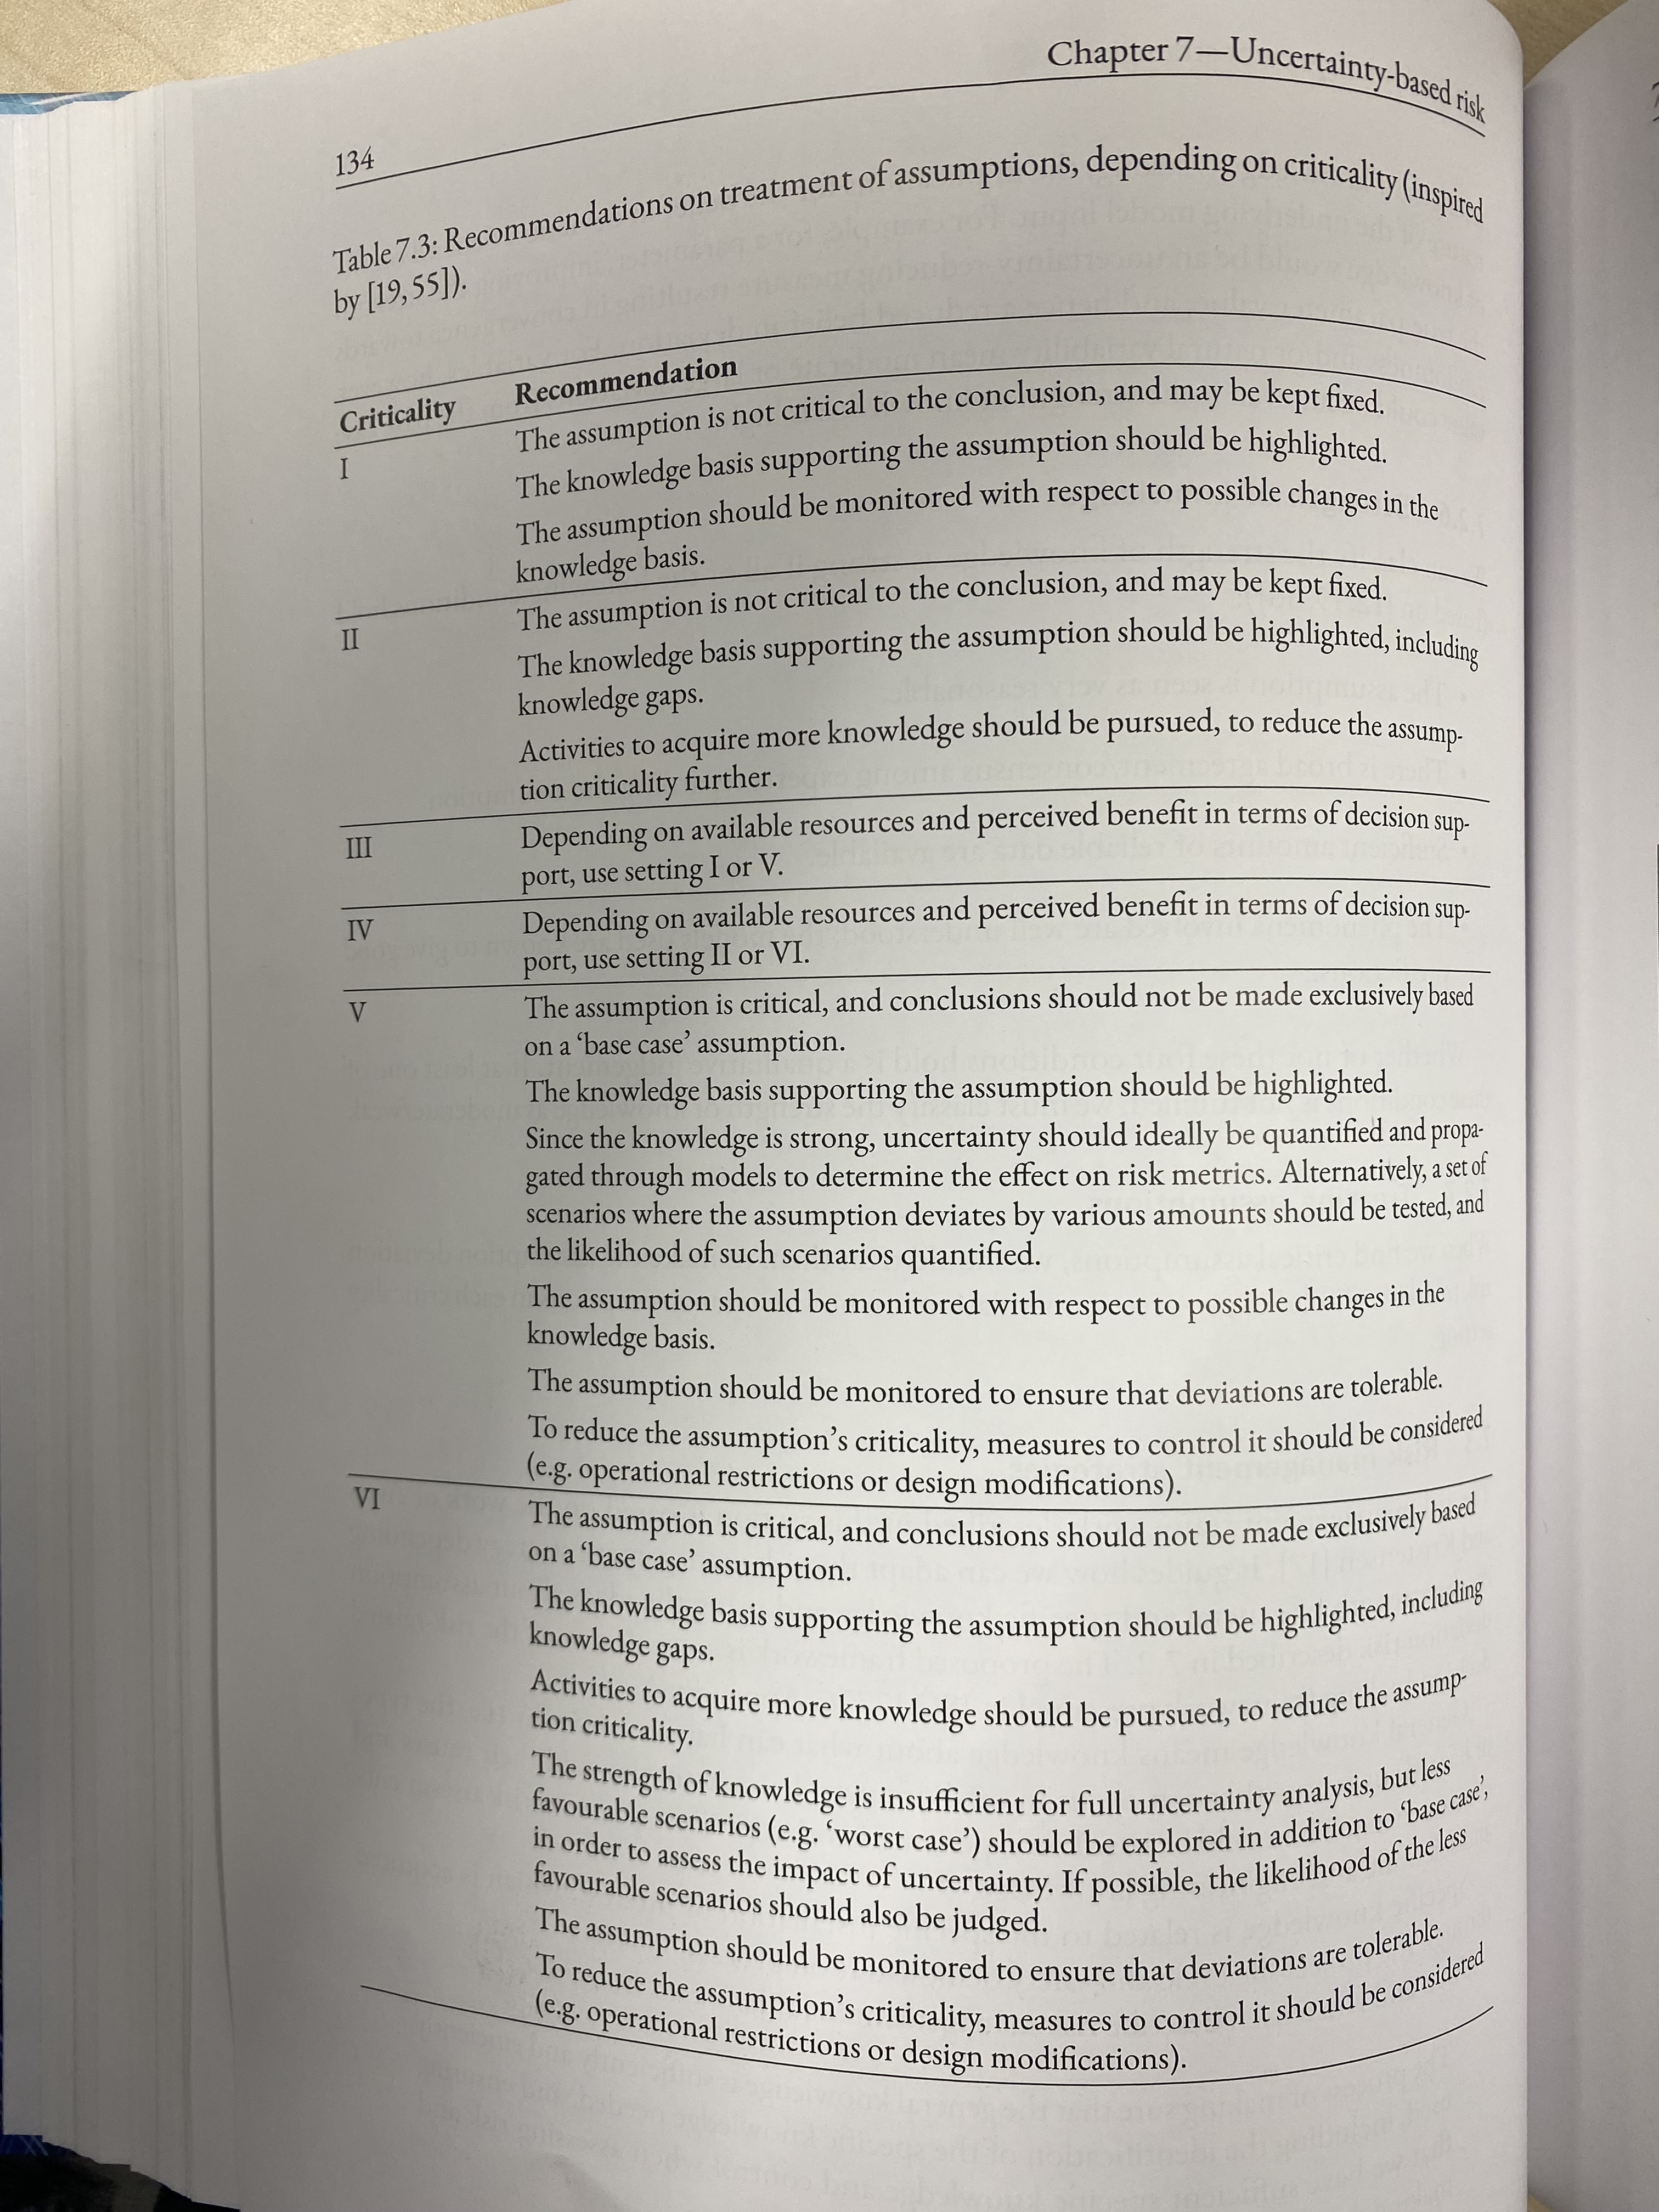 Chapter 7—Uncertainty-based risk
134
Table 7.3: Recommendations on treatment of assumptions, depending on criticality (inspired
by [19,55]).
Criticality Recommendation
I The assumption is not critical to the conclusion, and may be kept fixed.
The knowledge basis supporting the assumption should be highlighted.
The assumption should be monitored with respect to possible changes in the
knowledge basis.
II The assumption is not critical to the conclusion, and may be kept fixed.
The knowledge basis supporting the assumption should be highlighted, including
knowledge gaps.
Activities to acquire more knowledge should be pursued, to reduce the assump-
tion criticality further.
III Depending on available resources and perceived benefit in terms of decision sup-
port, use setting I or V.
IV Depending on available resources and perceived benefit in terms of decision sup-
port, use setting II or VI.
V The assumption is critical, and conclusions should not be made exclusively based
on a ‘base case’ assumption.
The knowledge basis supporting the assumption should be highlighted.
Since the knowledge is strong, uncertainty should ideally be quantified and propa-
gated through models to determine the effect on risk metrics. Alternatively, a set of
scenarios where the assumption deviates by various amounts should be tested, and
the likelihood of such scenarios quantified.
The assumption should be monitored with respect to possible changes in the
knowledge basis.
The assumption should be monitored to ensure that deviations are tolerable.
To reduce the assumption’s criticality, measures to control it should be considered
(e.g. operational restrictions or design modifications).
VI The assumption is critical, and conclusions should not be made exclusively based
on a ‘base case’ assumption.
The knowledge basis supporting the assumption should be highlighted, including
knowledge gaps.
Activities to acquire more knowledge should be pursued, to reduce the assump-
tion criticality.
The strength of knowledge is insufficient for full uncertainty analysis, but less
favourable scenarios (e.g. ‘worst case’) should be explored in addition to ‘base case’,
in order to assess the impact of uncertainty. If possible, the likelihood of the less
favourable scenarios should also be judged.
The assumption should be monitored to ensure that deviations are tolerable.
To reduce the assumption’s criticality, measures to control it should be considered
(e.g. operational restrictions or design modifications).